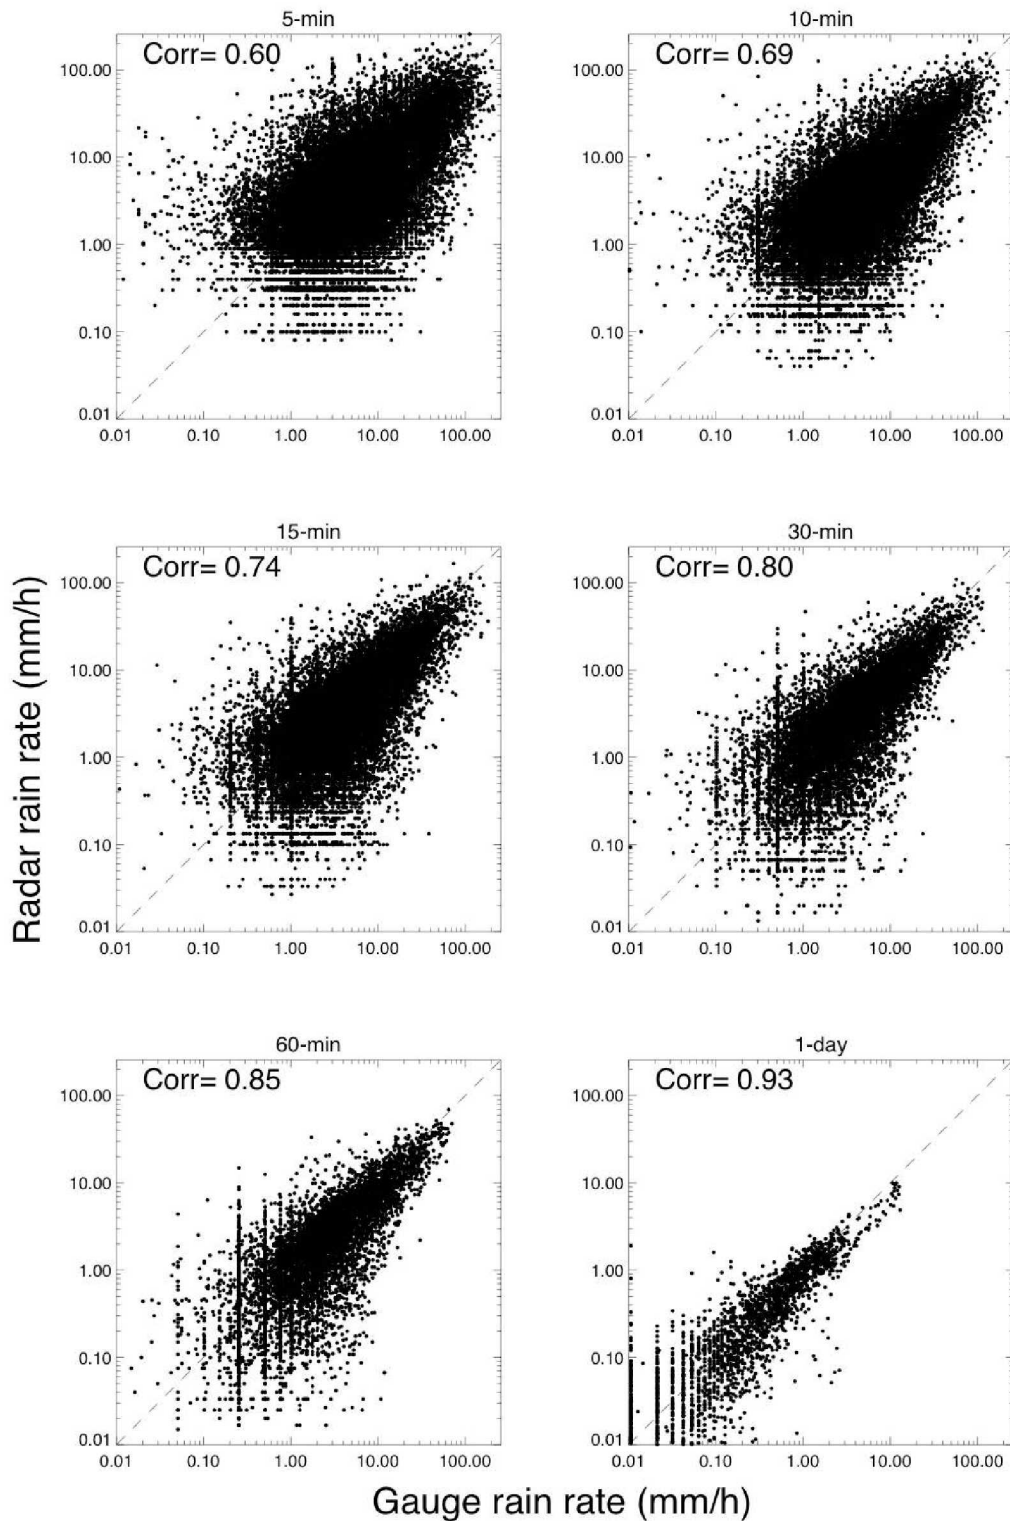 5-min
Corr= 0.60
100.00
10.00
1.00
0.10
0.01
0.01 0.10 1.00 10.00 100.00
10-min
Corr= 0.69
100.00
10.00
1.00
0.10
0.01
0.01 0.10 1.00 10.00 100.00
15-min
Corr= 0.74
100.00
10.00
1.00
0.10
0.01
0.01 0.10 1.00 10.00 100.00
30-min
Corr= 0.80
100.00
10.00
1.00
0.10
0.01
0.01 0.10 1.00 10.00 100.00
Radar rain rate (mm/h)
60-min
Corr= 0.85
100.00
10.00
1.00
0.10
0.01
0.01 0.10 1.00 10.00 100.00
1-day
Corr= 0.93
100.00
10.00
1.00
0.10
0.01
0.01 0.10 1.00 10.00 100.00
Gauge rain rate (mm/h)